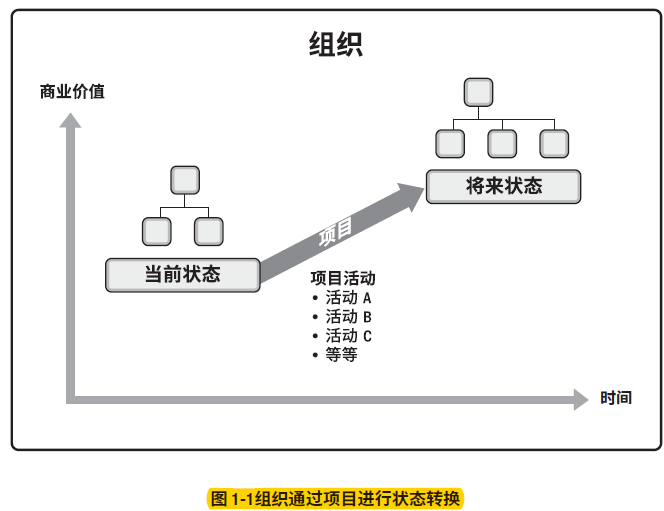 组织
商业价值
将来状态
项目
当前状态
项目活动
• 活动 A
• 活动 B
• 活动 C
• 等等
时间
图 1-1组织通过项目进行状态转换